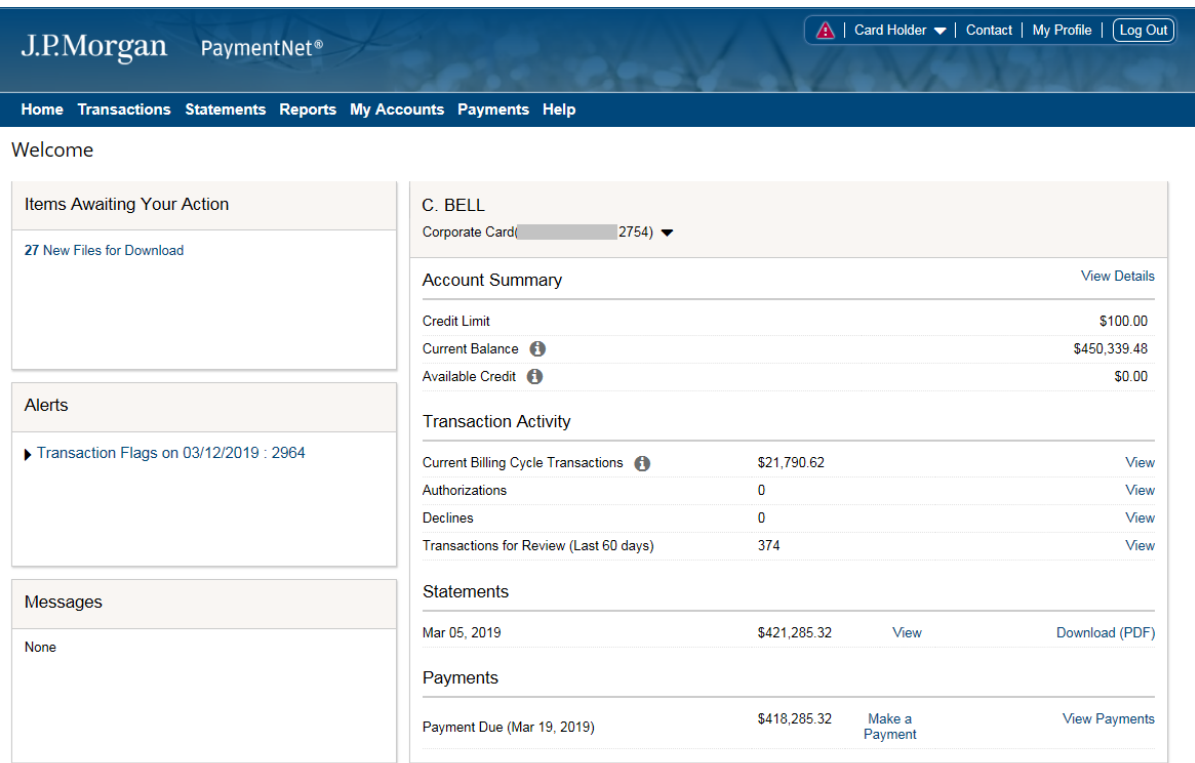 J.P.Morgan PaymentNet®
Card Holder | Contact | My Profile | Log Out
Home Transactions Statements Reports My Accounts Payments Help
Welcome
Items Awaiting Your Action
27 New Files for Download
Alerts
Transaction Flags on 03/12/2019 : 2964
Messages
None
C. BELL
Corporate Card( 2754)
Account Summary View Details
Credit Limit $100.00
Current Balance $450,339.48
Available Credit $0.00
Transaction Activity
Current Billing Cycle Transactions $21,790.62 View
Authorizations 0 View
Declines 0 View
Transactions for Review (Last 60 days) 374 View
Statements
Mar 05, 2019 $421,285.32 View Download (PDF)
Payments
Payment Due (Mar 19, 2019) $418,285.32 Make a Payment View Payments